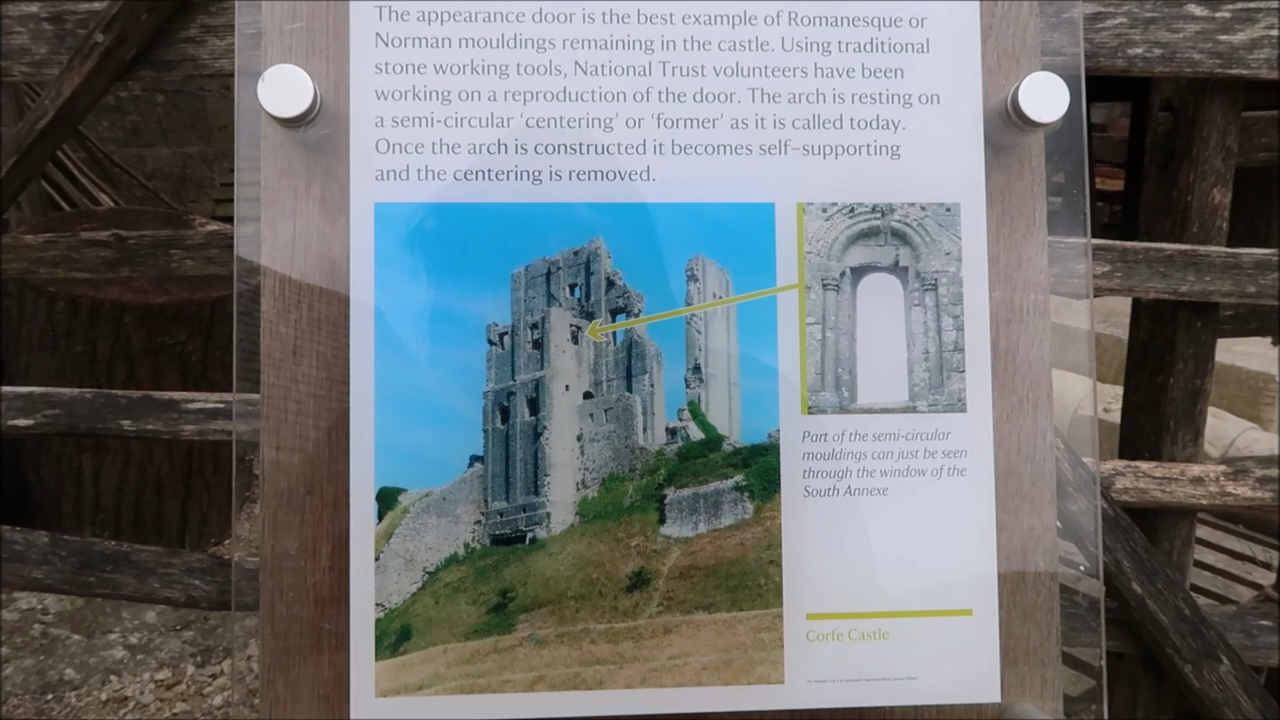 The appearance door is the best example of Romanesque or
Norman mouldings remaining in the castle. Using traditional
stone working tools, National Trust volunteers have been
working on a reproduction of the door. The arch is resting on
a semi-circular ‘centering’ or ‘former’ as it is called today.
Once the arch is constructed it becomes self–supporting
and the centering is removed.
Part of the semi-circular
mouldings can just be seen
through the window of the
South Annexe
Corfe Castle